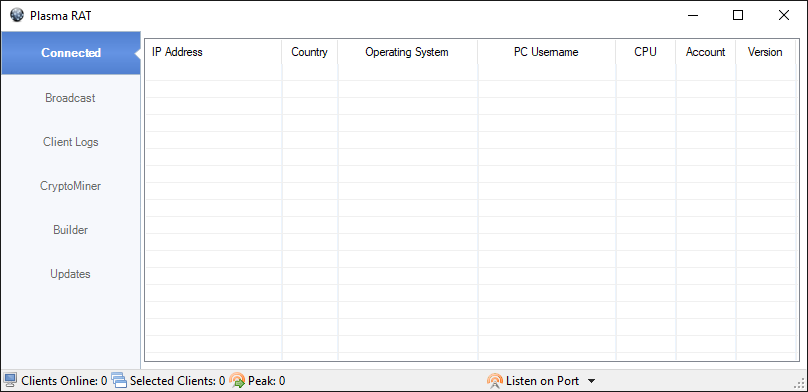 Plasma RAT
Connected
Broadcast
Client Logs
CryptoMiner
Builder
Updates
IP Address Country Operating System PC Username CPU Account Version
Clients Online: 0 Selected Clients: 0 Peak: 0 Listen on Port